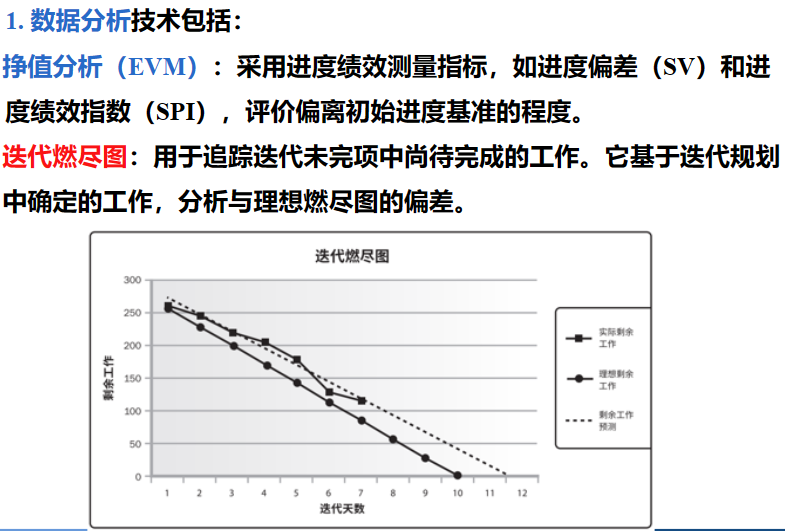 1. 数据分析技术包括：
挣值分析（EVM）：采用进度绩效测量指标，如进度偏差（SV）和进
度绩效指数（SPI），评价偏离初始进度基准的程度。
迭代燃尽图：用于追踪迭代未完项中尚待完成的工作。它基于迭代规划
中确定的工作，分析与理想燃尽图的偏差。
迭代燃尽图
300
250
200
150
100
50
0
剩余工作
1 2 3 4 5 6 7 8 9 10 11 12
迭代天数
实际剩余
工作
理想剩余
工作
剩余工作
预测